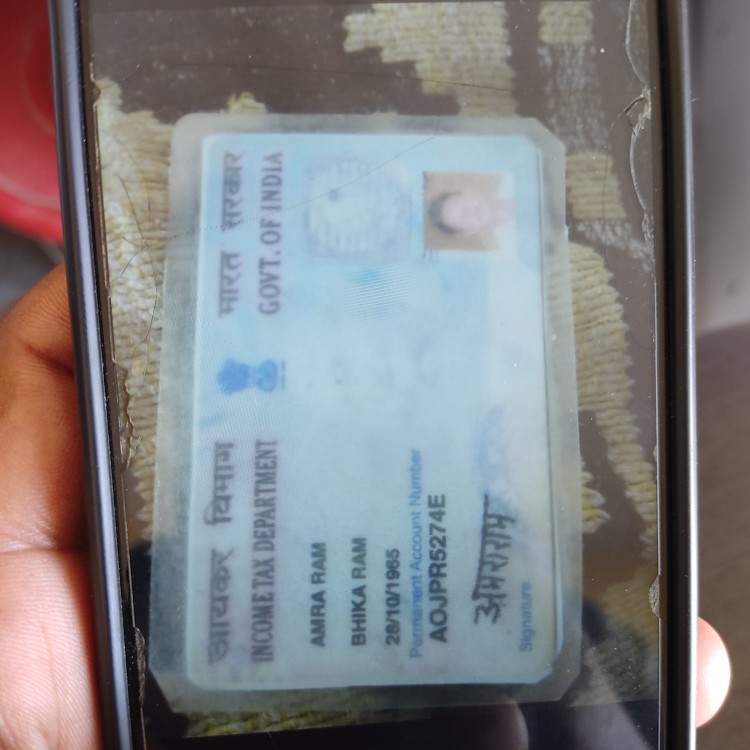 आयकर विभाग
INCOME TAX DEPARTMENT
भारत सरकार
GOVT. OF INDIA
AMRA RAM
BHIKA RAM
28/10/1965
Permanent Account Number
AOJPR5274E
अमराराम
Signature